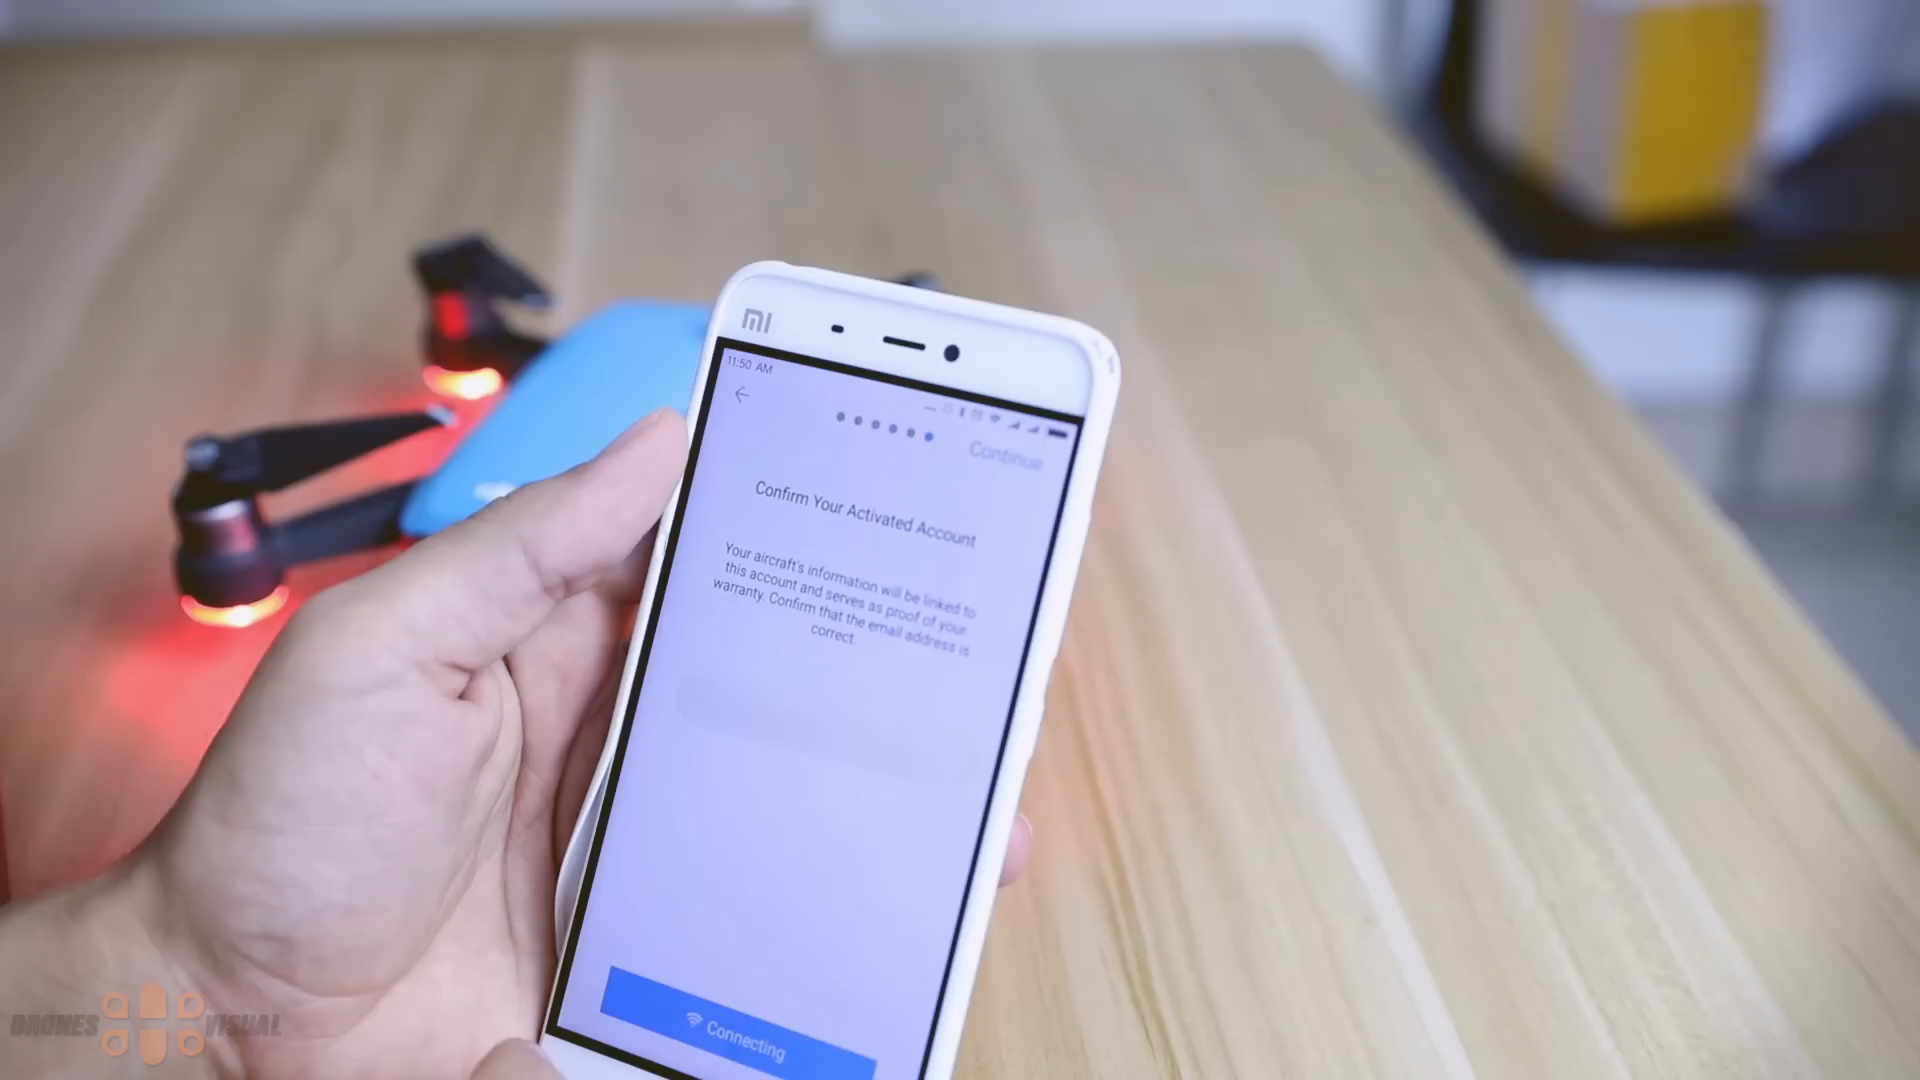 MI
11:50 AM
Continue
Confirm Your Activated Account
Your aircraft's information will be linked to
this account and serves as proof of your
warranty. Confirm that the email address is
correct.
Connecting
DRONES VISUAL